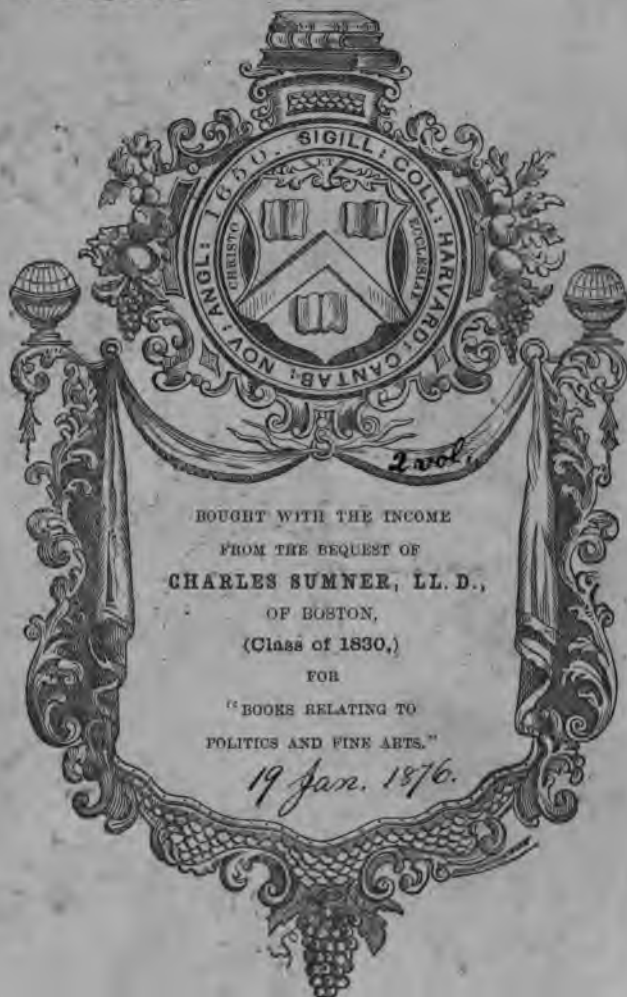 SIGILL: COLL: HARVARD: CANTAB: NOV: ANGL: 1650.
ET
CHRISTO
ECCLESIAE
2 vol.
BOUGHT WITH THE INCOME
FROM THE BEQUEST OF
CHARLES SUMNER, LL. D.,
OF BOSTON,
(Class of 1830,)
FOR
"BOOKS RELATING TO
POLITICS AND FINE ARTS."
19 Jan. 1876.